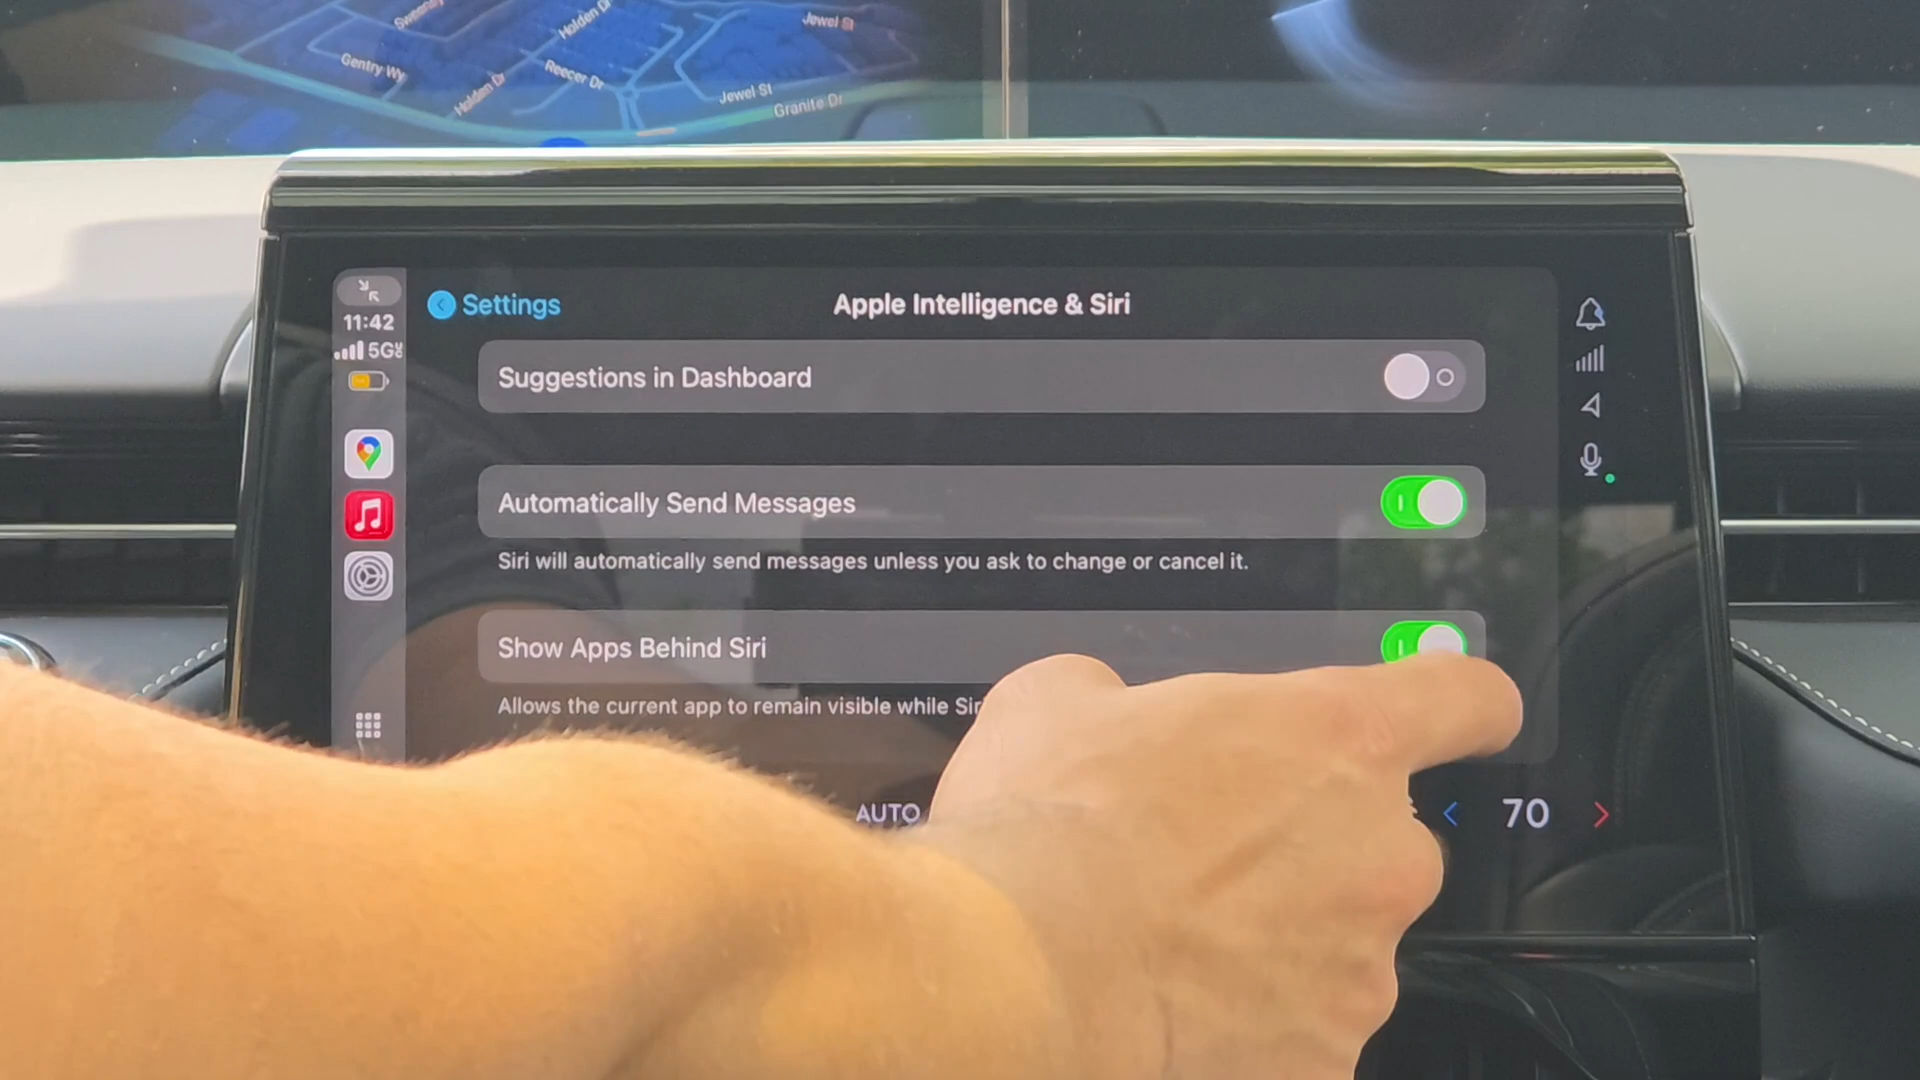 Holden Dr
Jewel St
Gentry Wy
Reecer Dr
Holden Dr
Jewel St
Granite Dr
11:42
5G
Settings
Apple Intelligence & Siri
Suggestions in Dashboard
Automatically Send Messages
Siri will automatically send messages unless you ask to change or cancel it.
Show Apps Behind Siri
Allows the current app to remain visible while
AUTO
70